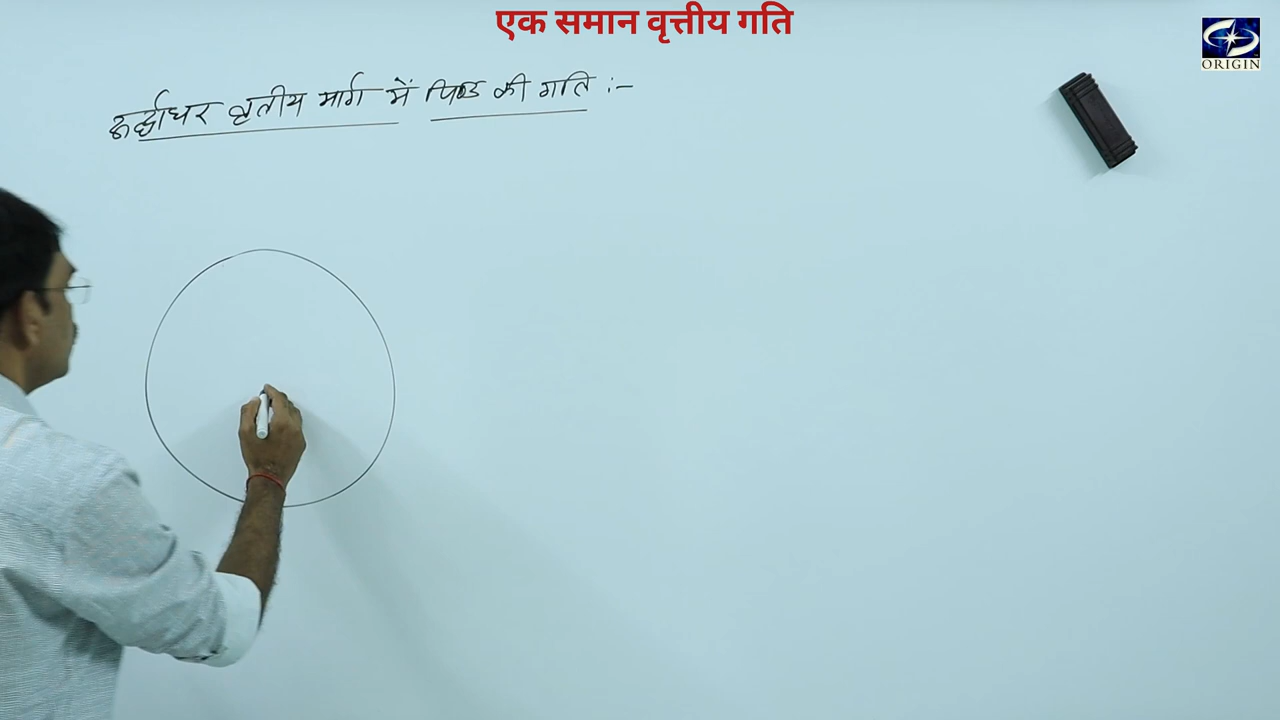 एक समान वृत्तीय गति
ORIGIN
ऊर्ध्वाधर वृतीय मार्ग में पिण्ड की गति :-